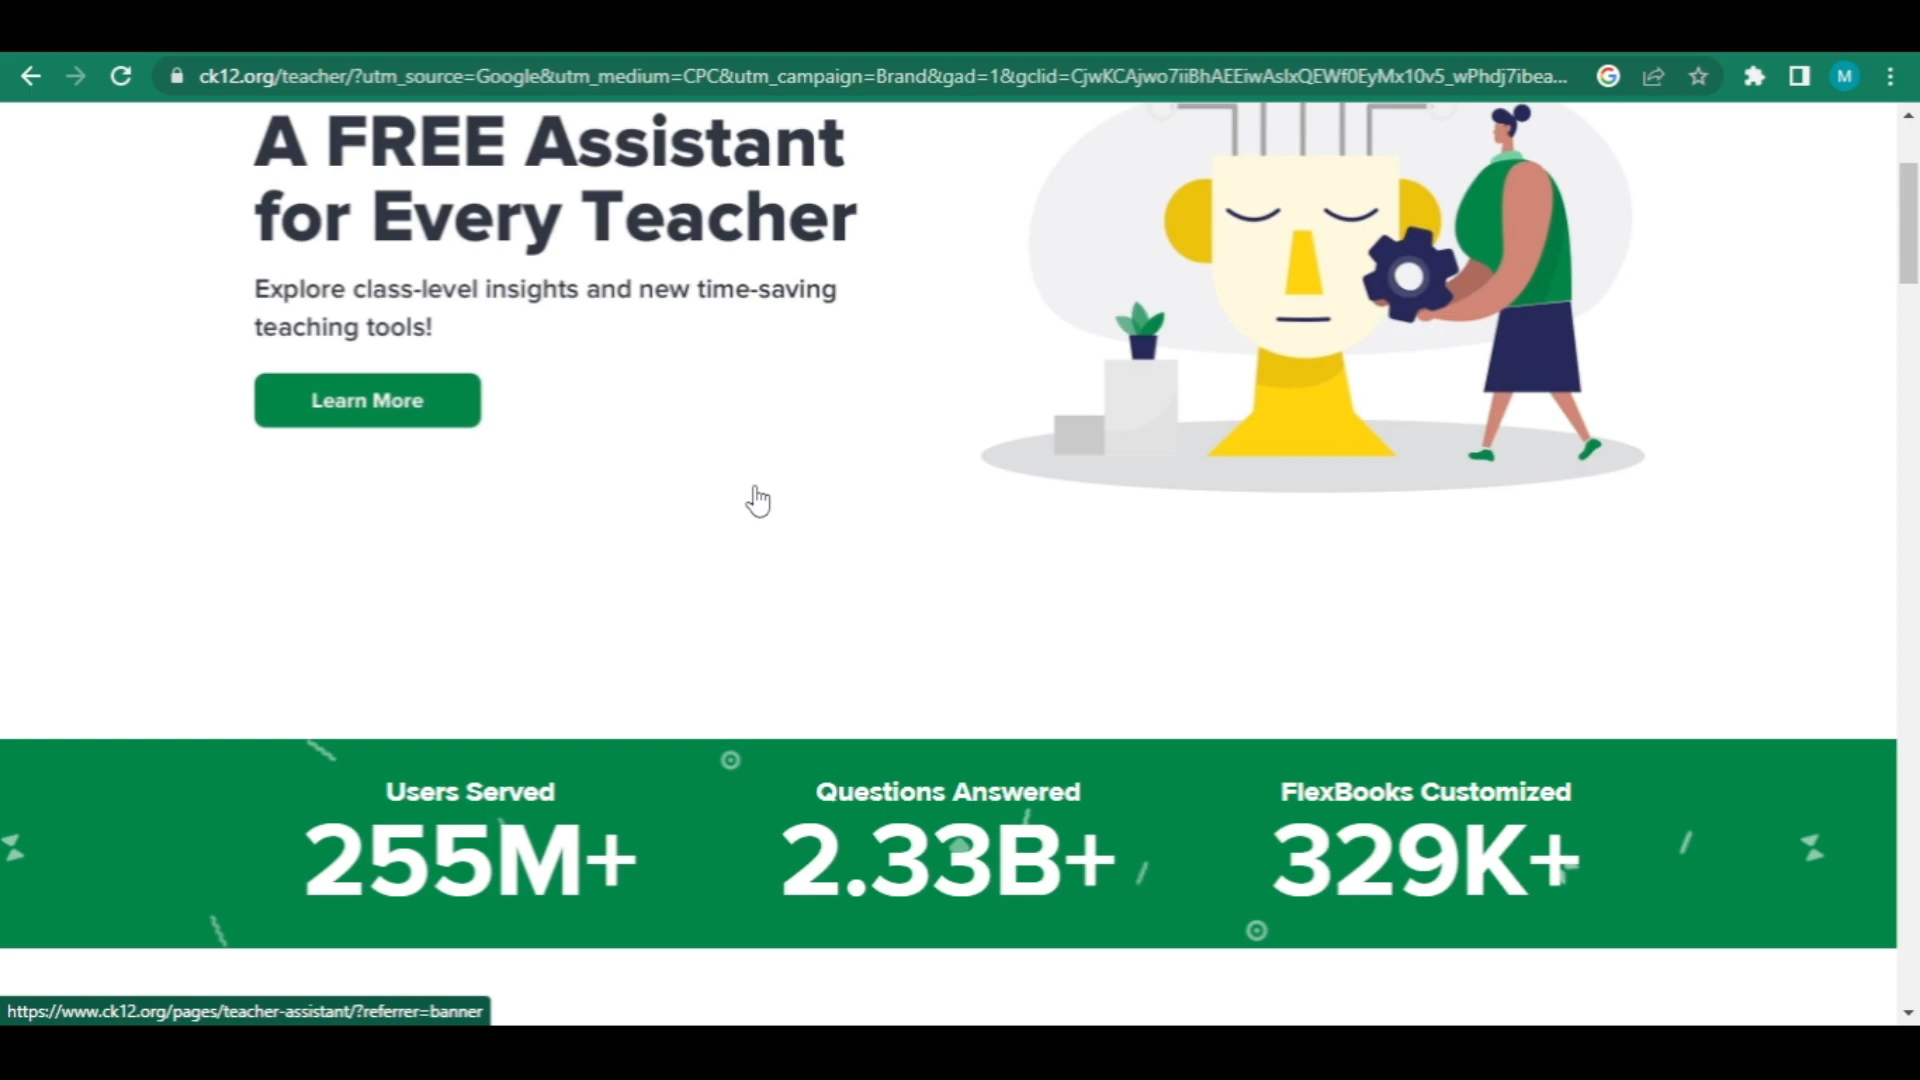 ck12.org/teacher/?utm_source=Google&utm_medium=CPC&utm_campaign=Brand&gad=1&gclid=CjwKCAjwo7iiBhAEEiwAsIxQEWf0EyMx10v5_wPhdj7ibea...
M
A FREE Assistant
for Every Teacher
Explore class-level insights and new time-saving
teaching tools!
Learn More
Users Served
Questions Answered
FlexBooks Customized
255M+
2.33B+
329K+
https://www.ck12.org/pages/teacher-assistant/?referrer=banner